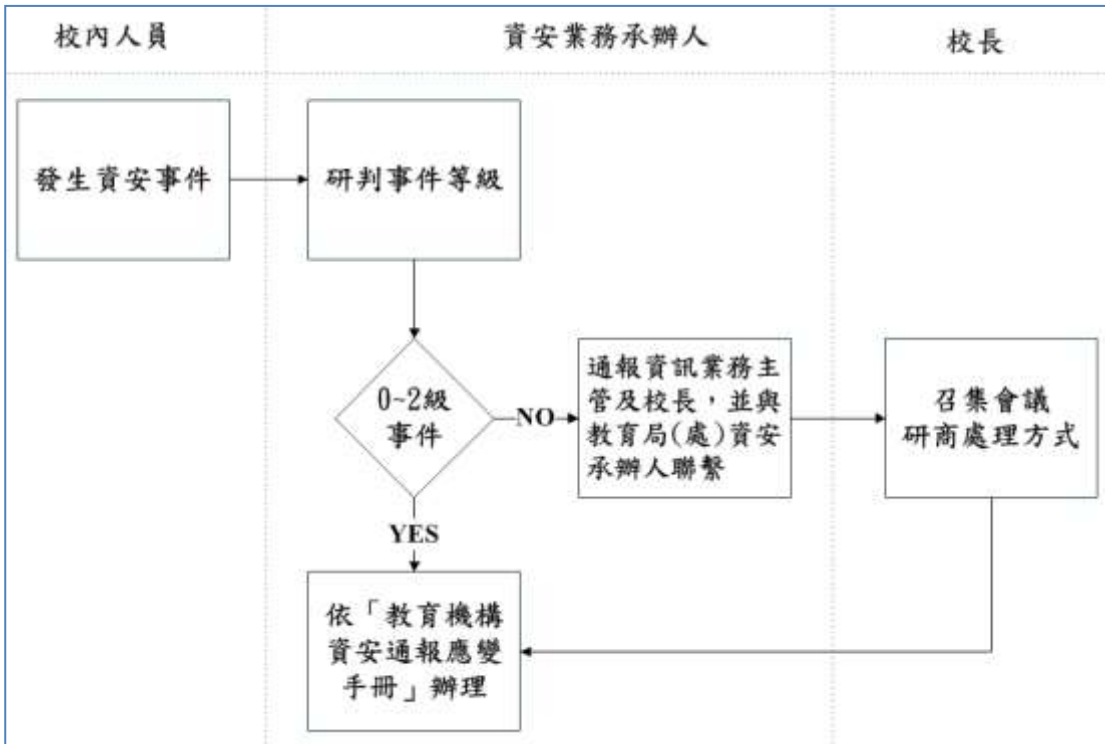 校內人員
資安業務承辦人
校長
發生資安事件
研判事件等級
0~2級
事件
NO
通報資訊業務主
管及校長，並與
教育局(處)資安
承辦人聯繫
召集會議
研商處理方式
YES
依「教育機構
資安通報應變
手冊」辦理